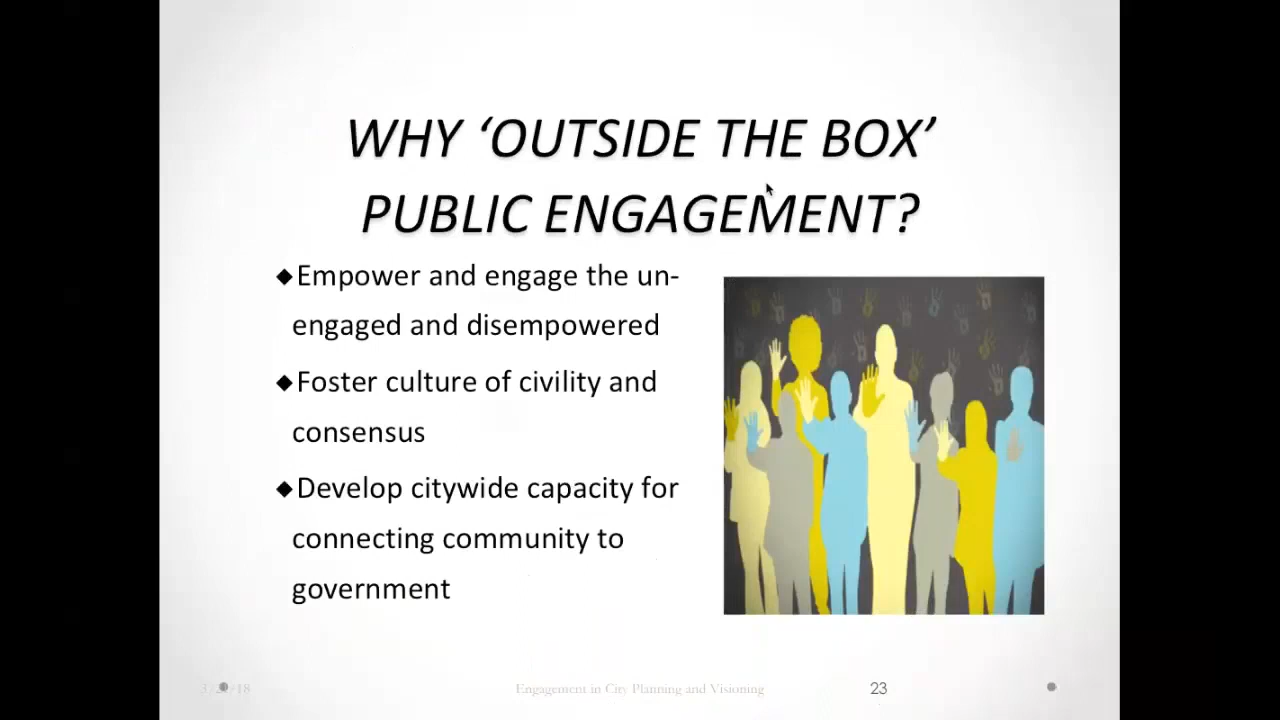 WHY ‘OUTSIDE THE BOX’
PUBLIC ENGAGEMENT?
◆Empower and engage the un-
engaged and disempowered
◆Foster culture of civility and
consensus
◆Develop citywide capacity for
connecting community to
government
Engagement in City Planning and Visioning
23